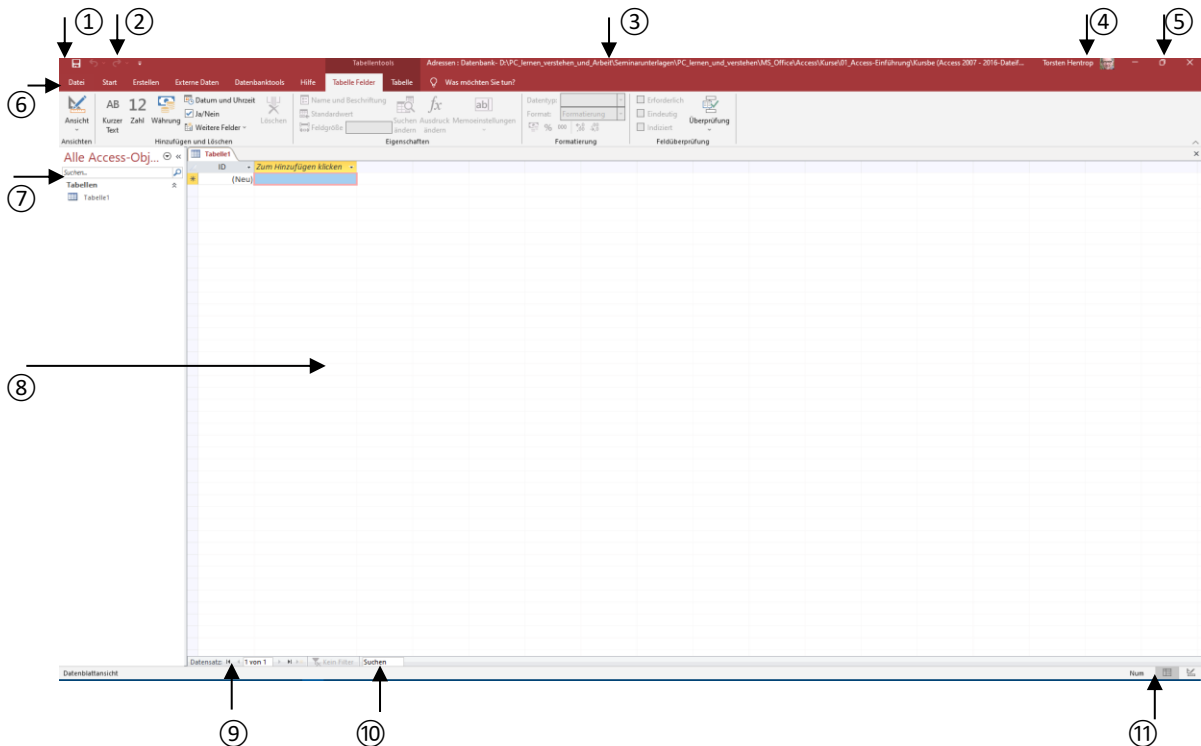 ① ② ③ ④ ⑤
Tabellentools Adressen : Datenbank- D:\PC_lernen_verstehen_und_Arbeit\Seminarunterlagen\PC_lernen_und_verstehen\MS_Office\Access\Kurse\01_Access-Einführung\Kursbe (Access 2007 - 2016-Dateif... Torsten Hentrop
⑥
Datei Start Erstellen Externe Daten Datenbanktools Hilfe Tabelle Felder Tabelle Was möchten Sie tun?
AB 12 Datum und Uhrzeit Name und Beschriftung fx ab Datentyp: Erforderlich
Ansicht Kurzer Text Zahl Währung Ja/Nein Löschen Standardwert Suchen ändern Ausdruck ändern Memoeinstellungen Format: Formatierung Eindeutig Überprüfung
Weitere Felder Feldgröße % 000 Indiziert
Ansichten Hinzufügen und Löschen Eigenschaften Formatierung Feldüberprüfung
Alle Access-Obj... « Tabelle1 ×
ID Zum Hinzufügen klicken
⑦
Suchen...
* (Neu)
Tabellen
Tabelle1
⑧
Datensatz: 1 von 1 Kein Filter Suchen
Datenblattansicht Num
⑨ ⑩ ⑪